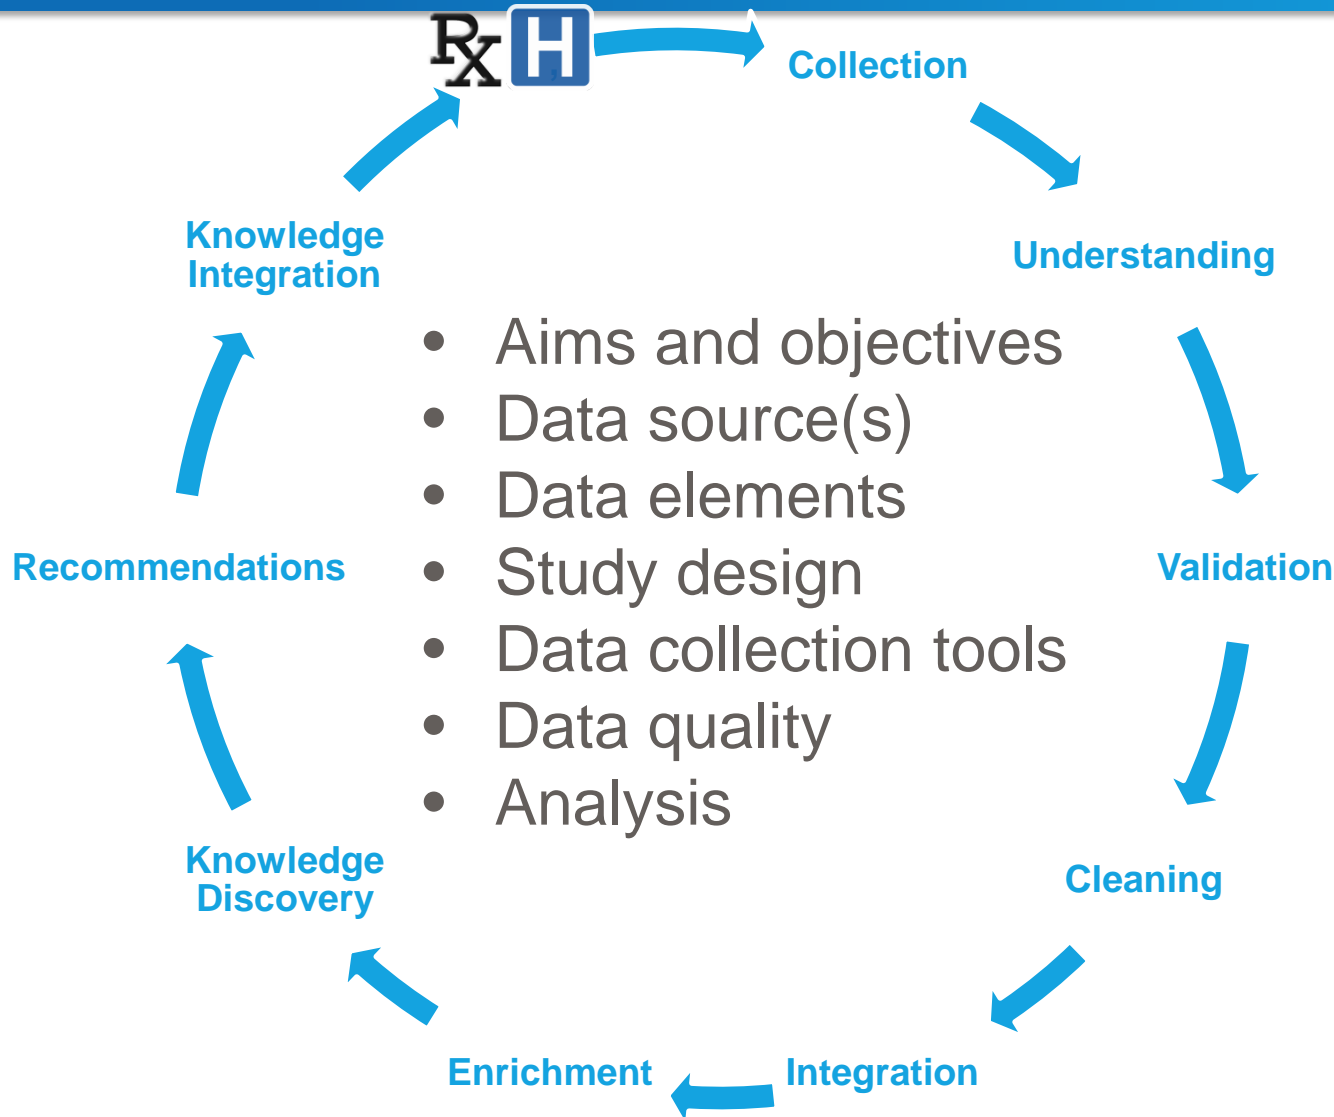 Rx H
Collection
Understanding
Validation
Cleaning
Integration
Enrichment
Knowledge
Discovery
Recommendations
Knowledge
Integration
• Aims and objectives
• Data source(s)
• Data elements
• Study design
• Data collection tools
• Data quality
• Analysis